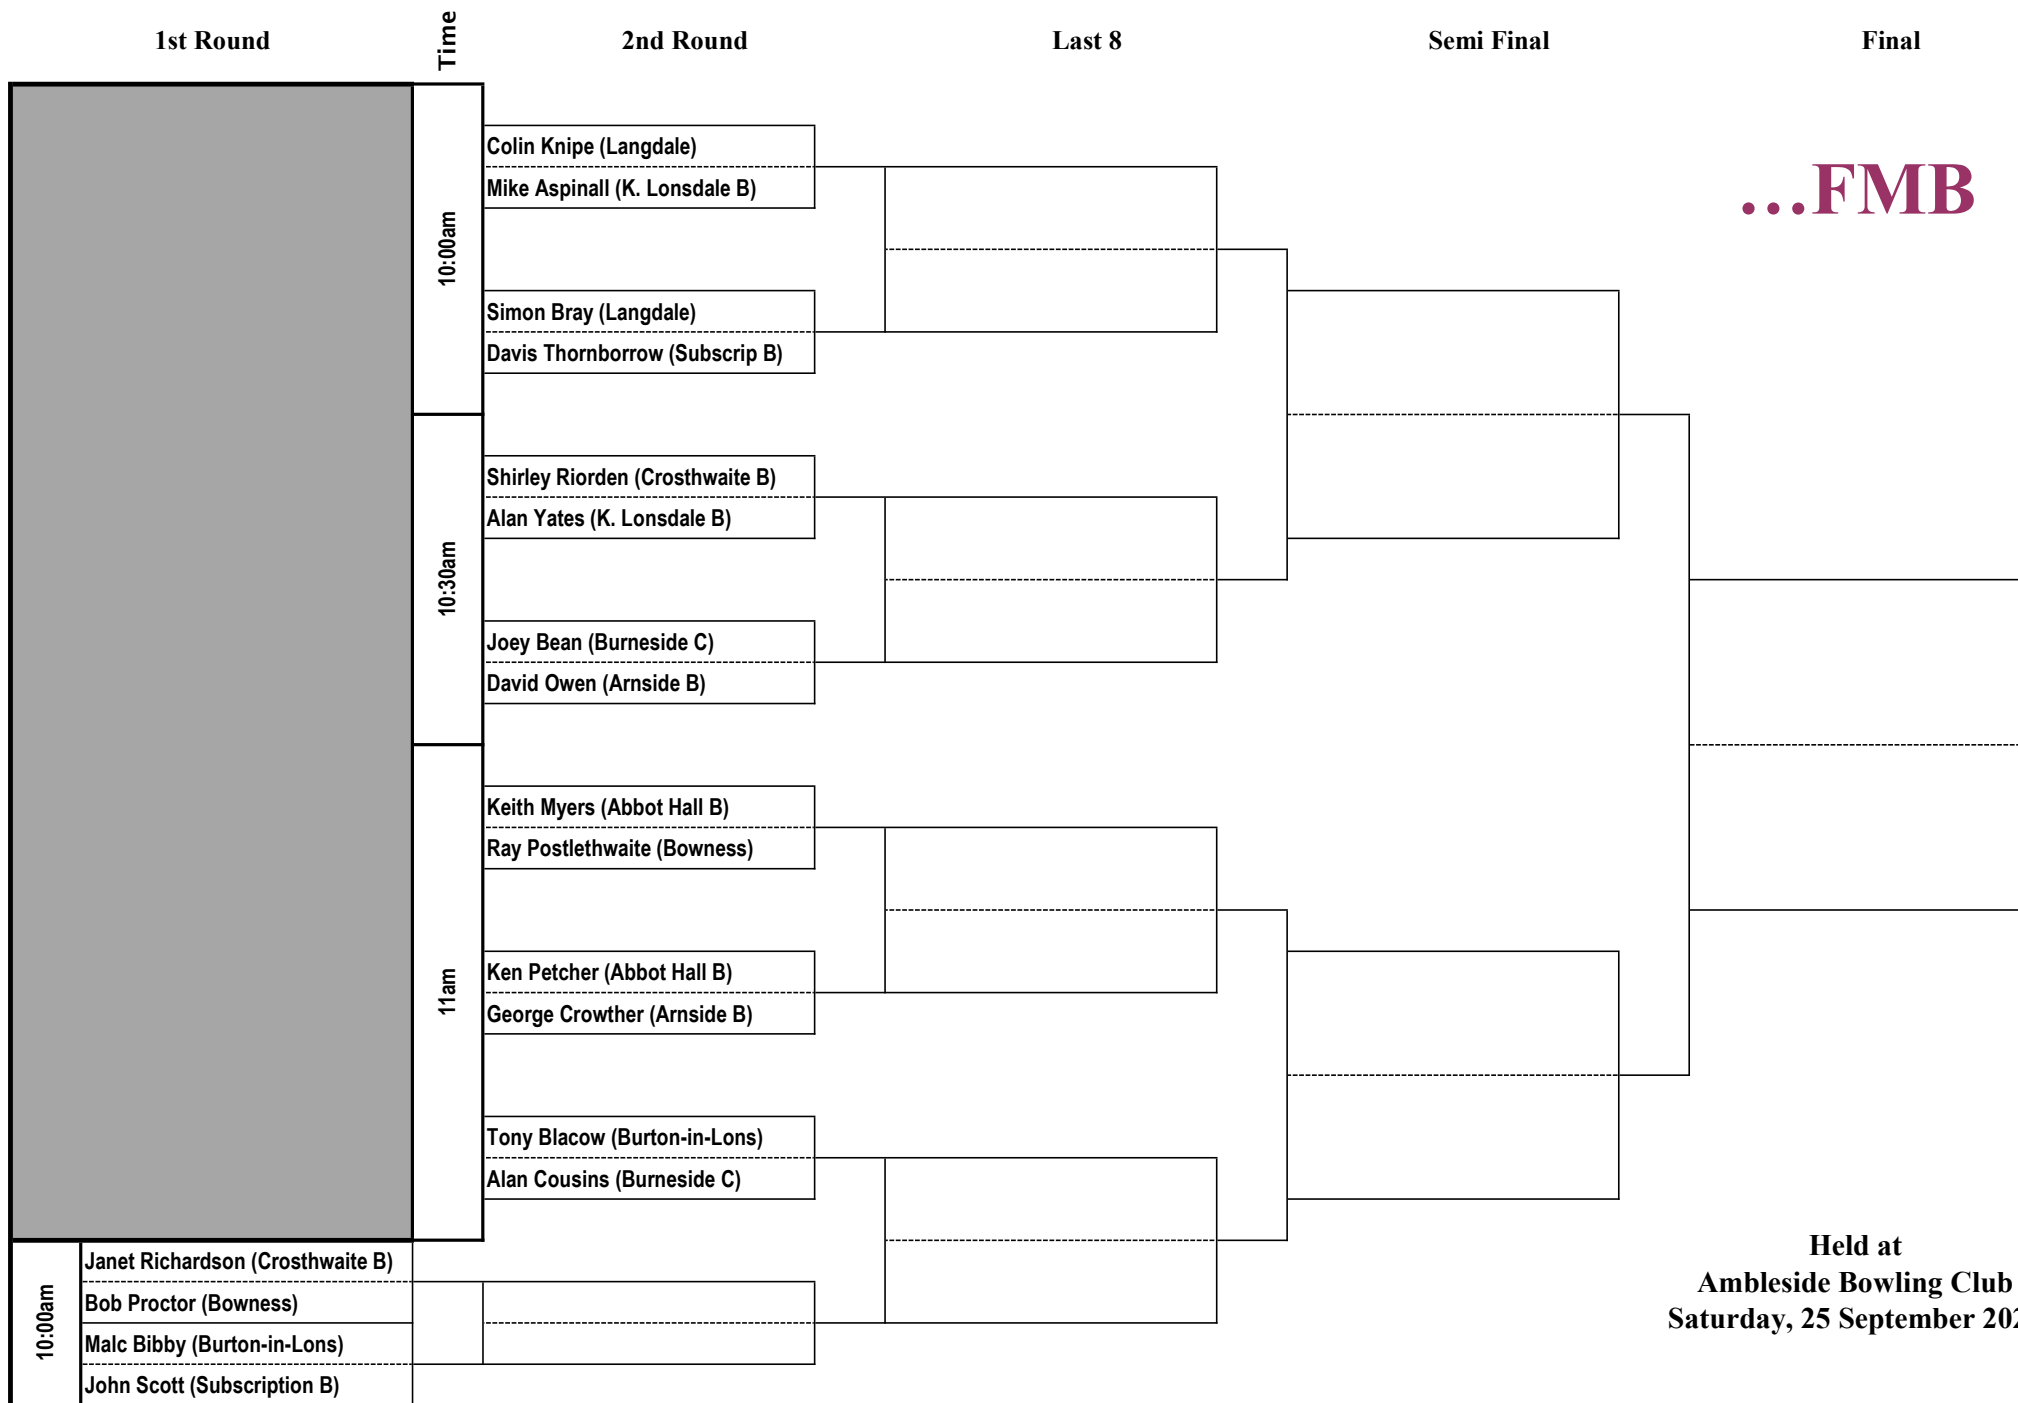 1st Round Time 2nd Round Last 8 Semi Final Final
...FMB
10:00am
Colin Knipe (Langdale)
Mike Aspinall (K. Lonsdale B)
Simon Bray (Langdale)
Davis Thornborrow (Subscrip B)
10:30am
Shirley Riorden (Crosthwaite B)
Alan Yates (K. Lonsdale B)
Joey Bean (Burneside C)
David Owen (Arnside B)
11am
Keith Myers (Abbot Hall B)
Ray Postlethwaite (Bowness)
Ken Petcher (Abbot Hall B)
George Crowther (Arnside B)
Tony Blacow (Burton-in-Lons)
Alan Cousins (Burneside C)
10:00am
Janet Richardson (Crosthwaite B)
Bob Proctor (Bowness)
Malc Bibby (Burton-in-Lons)
John Scott (Subscription B)
Held at
Ambleside Bowling Club
Saturday, 25 September